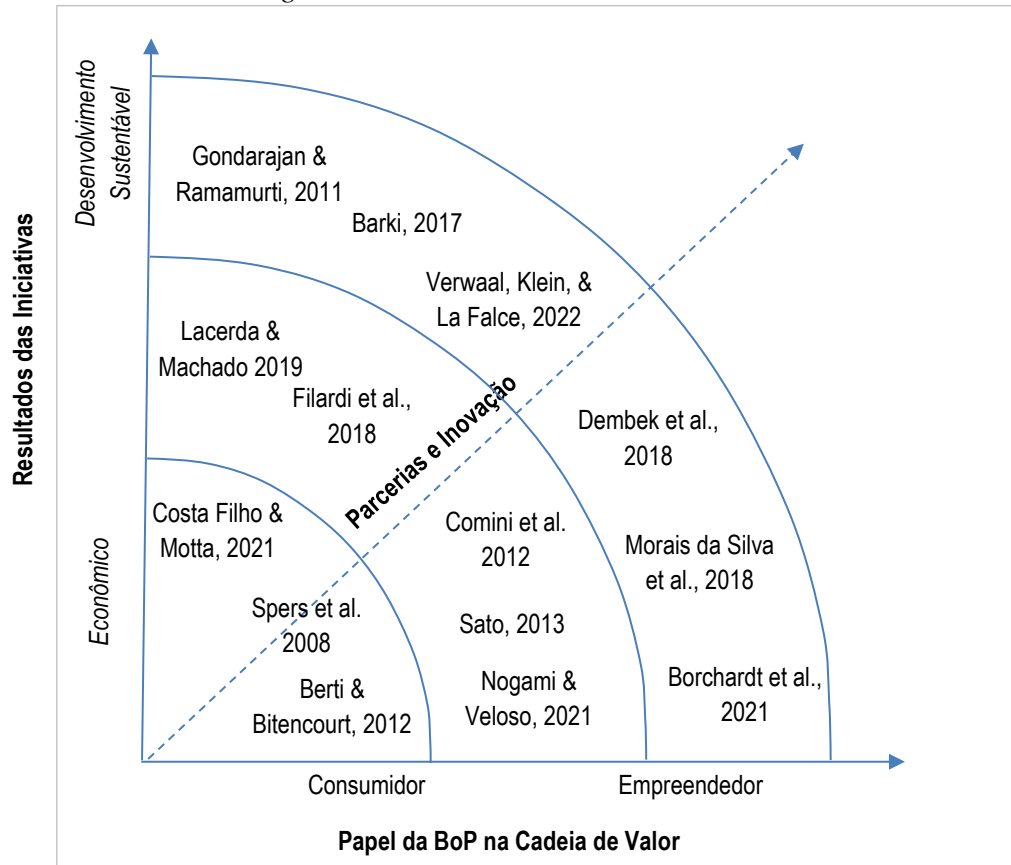 Desenvolvimento
Sustentável
Resultados das Iniciativas
Econômico
Gondarajan &
Ramamurti, 2011
Barki, 2017
Verwaal, Klein, &
La Falce, 2022
Lacerda &
Machado 2019
Filardi et al.,
2018
Parcerias e Inovação
Dembek et al.,
2018
Costa Filho &
Motta, 2021
Comini et al.
2012
Morais da Silva
et al., 2018
Spers et al.
2008
Sato, 2013
Berti &
Bitencourt, 2012
Nogami &
Veloso, 2021
Borchardt et al.,
2021
Consumidor
Empreendedor
Papel da BoP na Cadeia de Valor